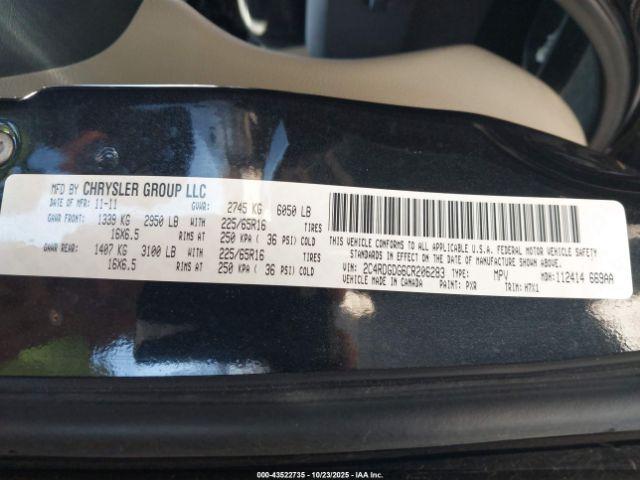 MFD BY CHRYSLER GROUP LLC
DATE OF MFR: 11-11 GVWR: 2745 KG 6050 LB
GAWR FRONT: 1339 KG 2950 LB WITH 225/65R16 TIRES
16X6.5 RIMS AT 250 KPA ( 36 PSI) COLD
GAWR REAR: 1407 KG 3100 LB WITH 225/65R16 TIRES
16X6.5 RIMS AT 250 KPA ( 36 PSI) COLD
THIS VEHICLE CONFORMS TO ALL APPLICABLE U.S.A. FEDERAL MOTOR VEHICLE SAFETY
STANDARDS IN EFFECT ON THE DATE OF MANUFACTURE SHOWN ABOVE.
VIN: 2C4RDGDG6CR206283 TYPE: MPV MDH: 112414 669AA
VEHICLE MADE IN CANADA PAINT: PXR TRIM: H7X1
000-43522735 - 10/23/2025 - IAAI.com